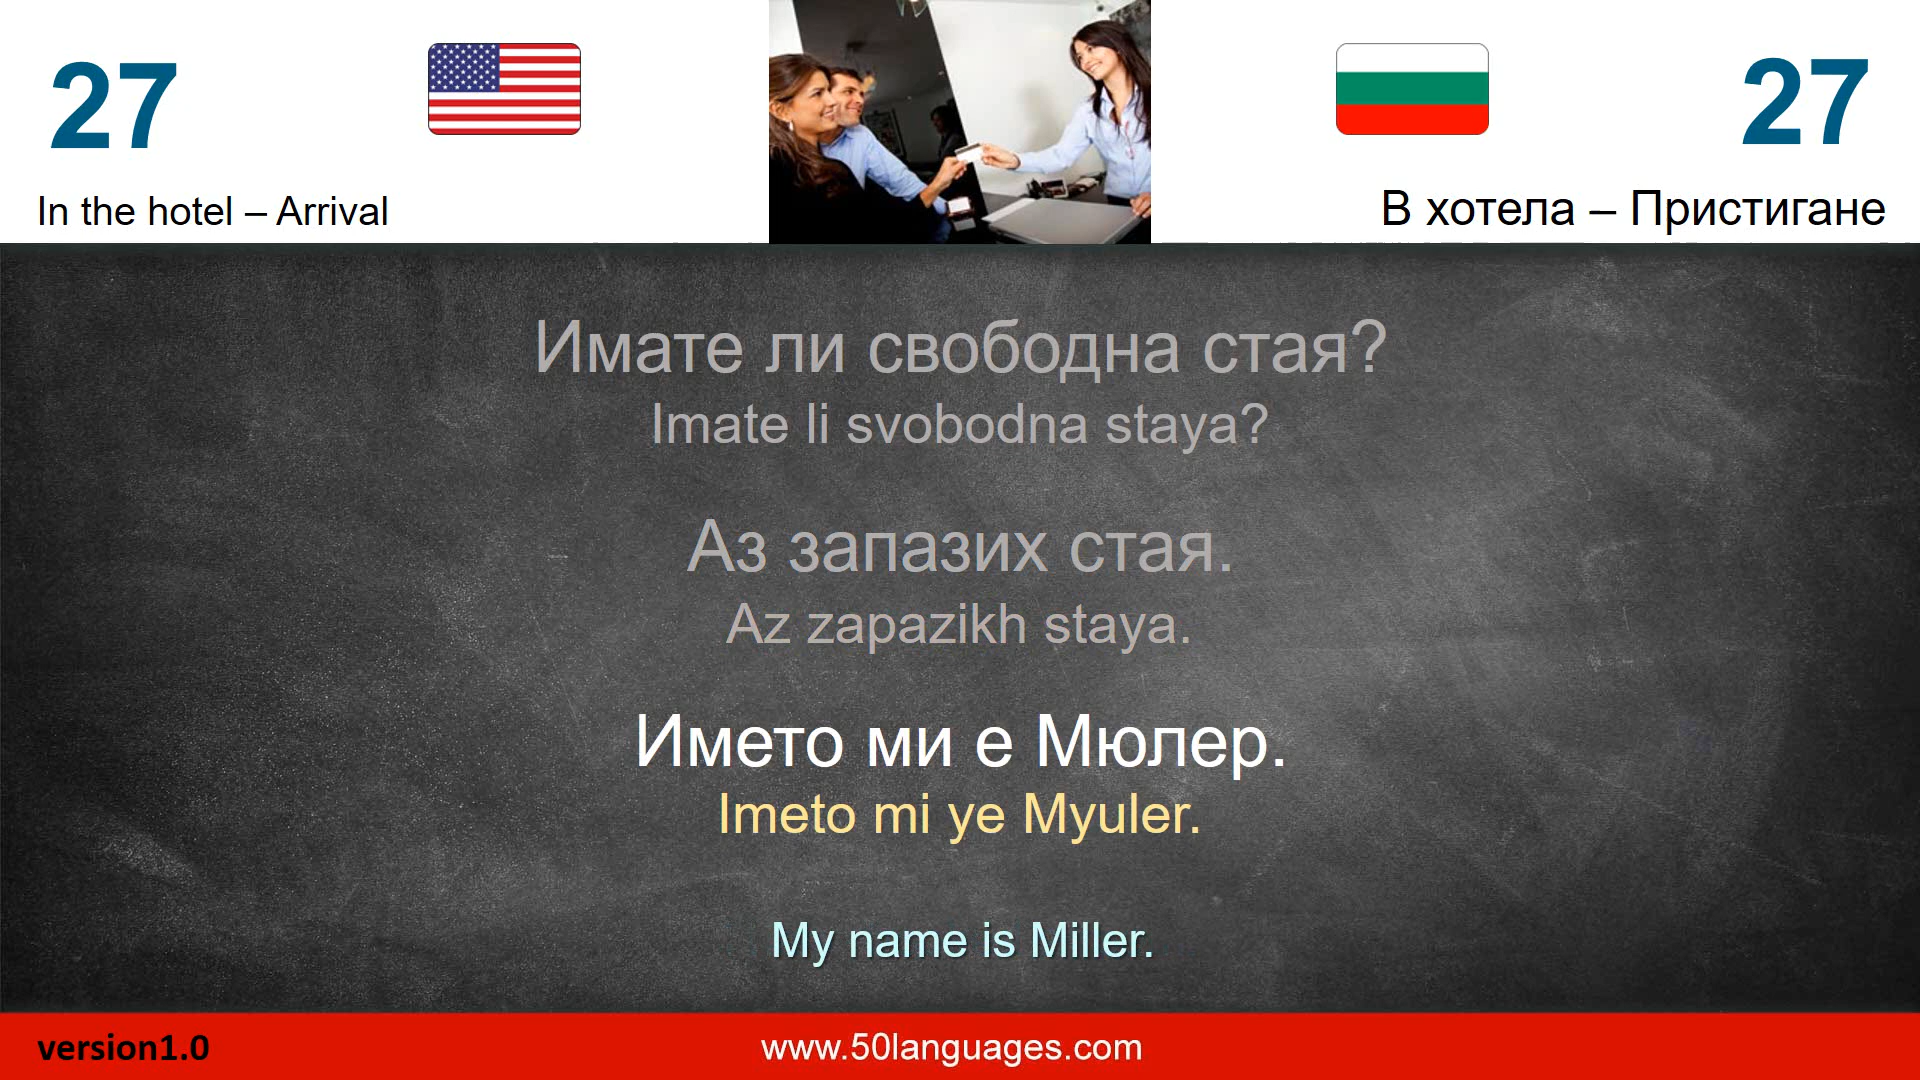 27
27
In the hotel – Arrival
В хотела – Пристигане
Имате ли свободна стая?
Imate li svobodna staya?
Аз запазих стая.
Az zapazikh staya.
Името ми е Мюлер.
Imeto mi ye Myuler.
My name is Miller.
version1.0
www.50languages.com